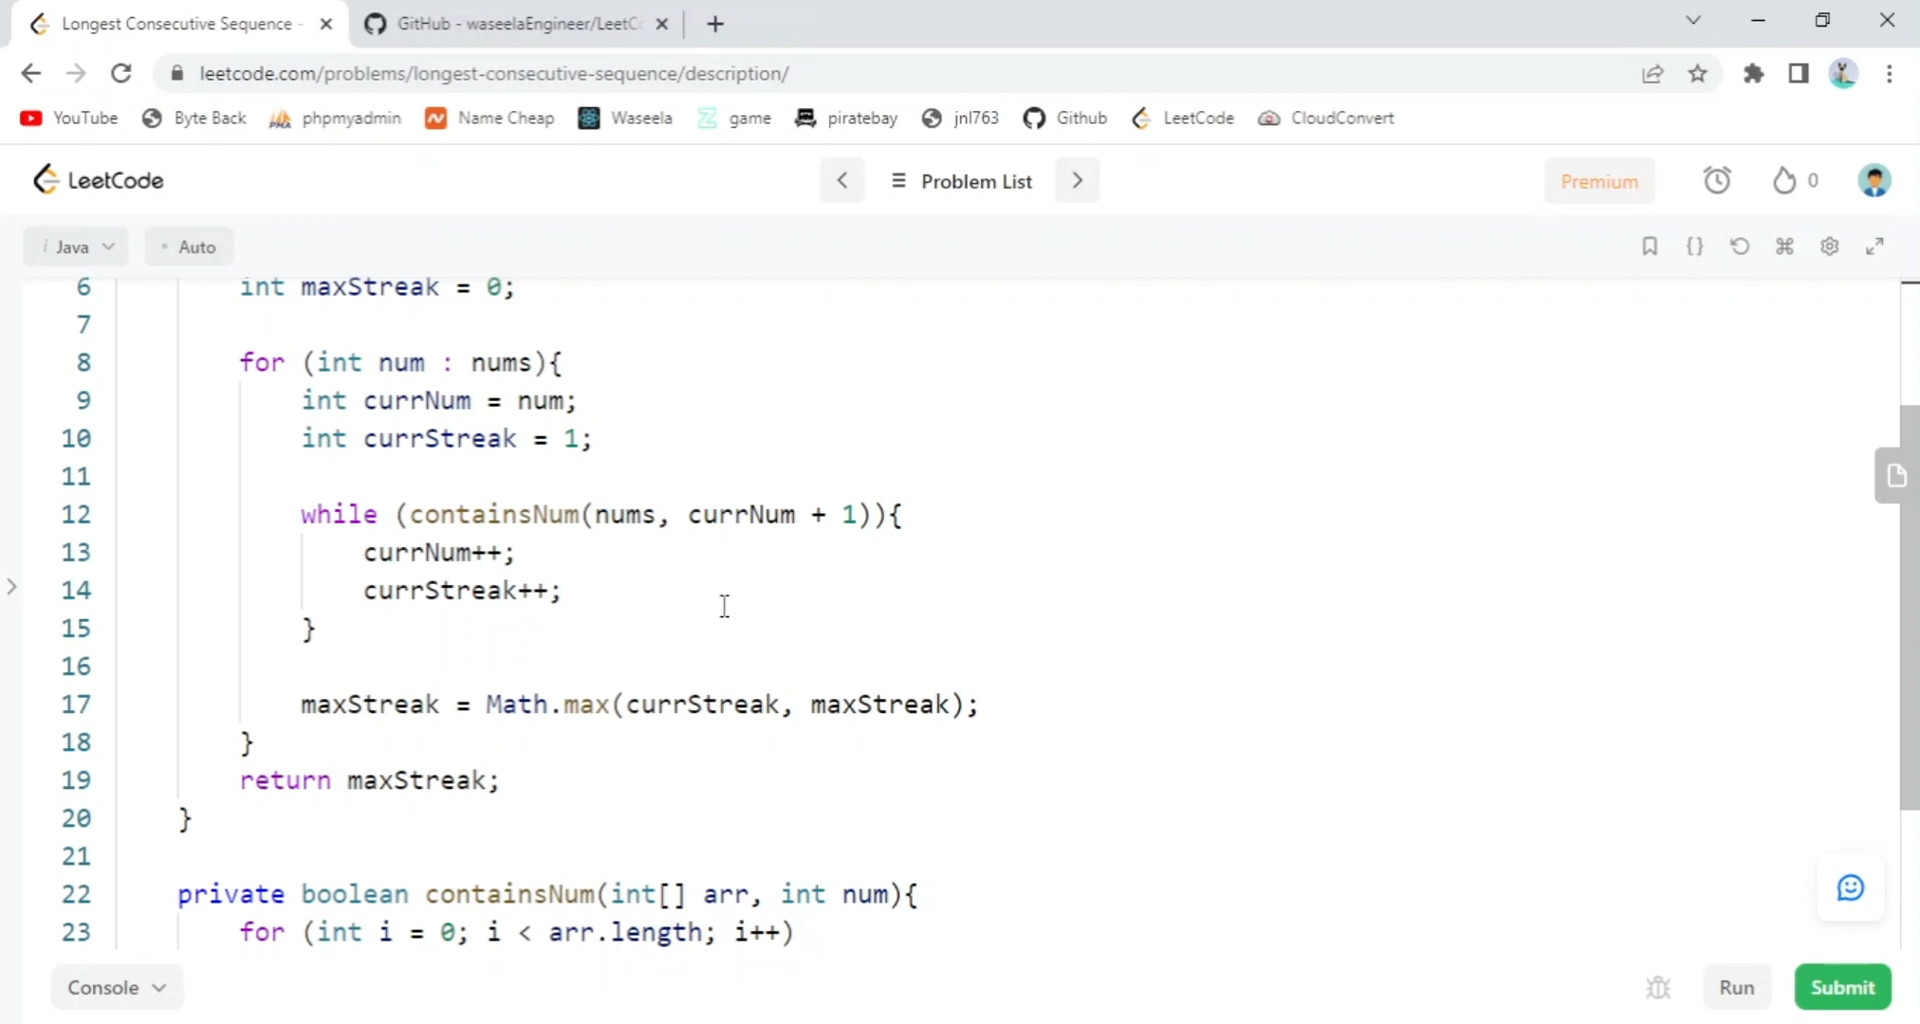 Longest Consecutive Sequence -
GitHub - waseelaEngineer/LeetC
leetcode.com/problems/longest-consecutive-sequence/description/
YouTube Byte Back phpmyadmin Name Cheap Waseela game piratebay jnl763 Github LeetCode CloudConvert
LeetCode Problem List Premium 0
i Java Auto
6 int maxStreak = 0;
7
8 for (int num : nums){
9 int currNum = num;
10 int currStreak = 1;
11
12 while (containsNum(nums, currNum + 1)){
13 currNum++;
14 currStreak++;
15 }
16
17 maxStreak = Math.max(currStreak, maxStreak);
18 }
19 return maxStreak;
20 }
21
22 private boolean containsNum(int[] arr, int num){
23 for (int i = 0; i < arr.length; i++)
Console Run Submit